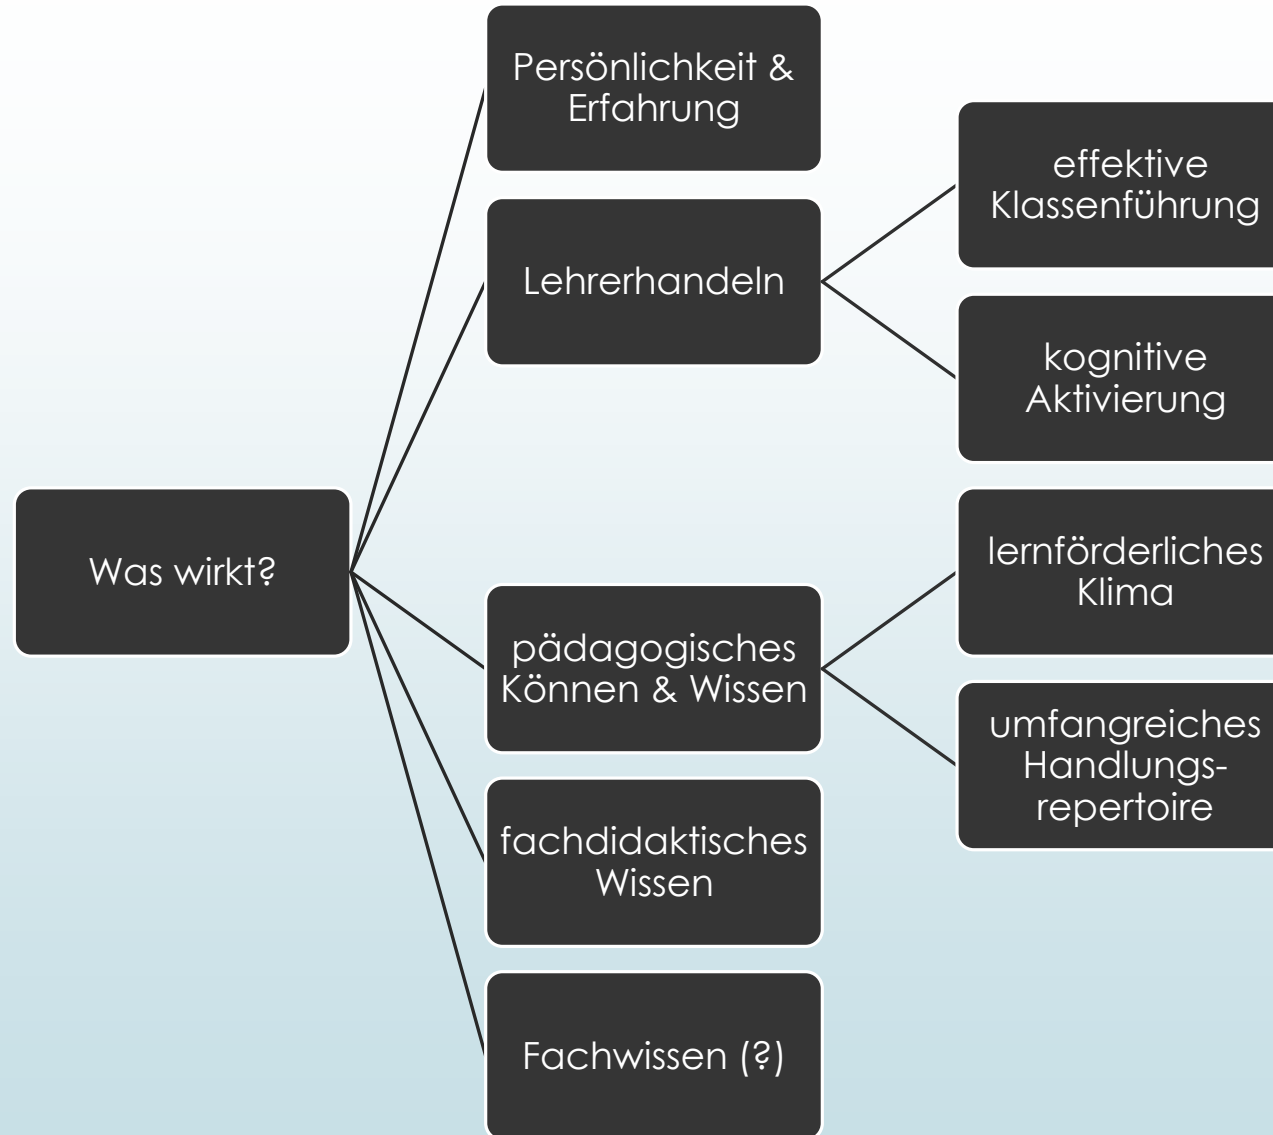 Was wirkt?
Persönlichkeit &
Erfahrung
Lehrerhandeln
effektive
Klassenführung
kognitive
Aktivierung
pädagogisches
Können & Wissen
lernförderliches
Klima
umfangreiches
Handlungs-
repertoire
fachdidaktisches
Wissen
Fachwissen (?)